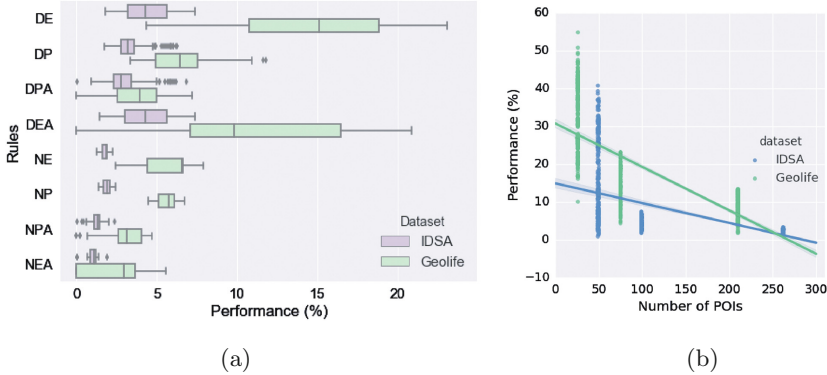 DE
DP
DPA
DEA
NE
NP
NPA
NEA
Rules
0 5 10 15 20
Performance (%)
Dataset
IDSA
Geolife
(a)
60
50
40
30
20
10
0
−10
Performance (%)
0 50 100 150 200 250 300
Number of POIs
dataset
IDSA
Geolife
(b)